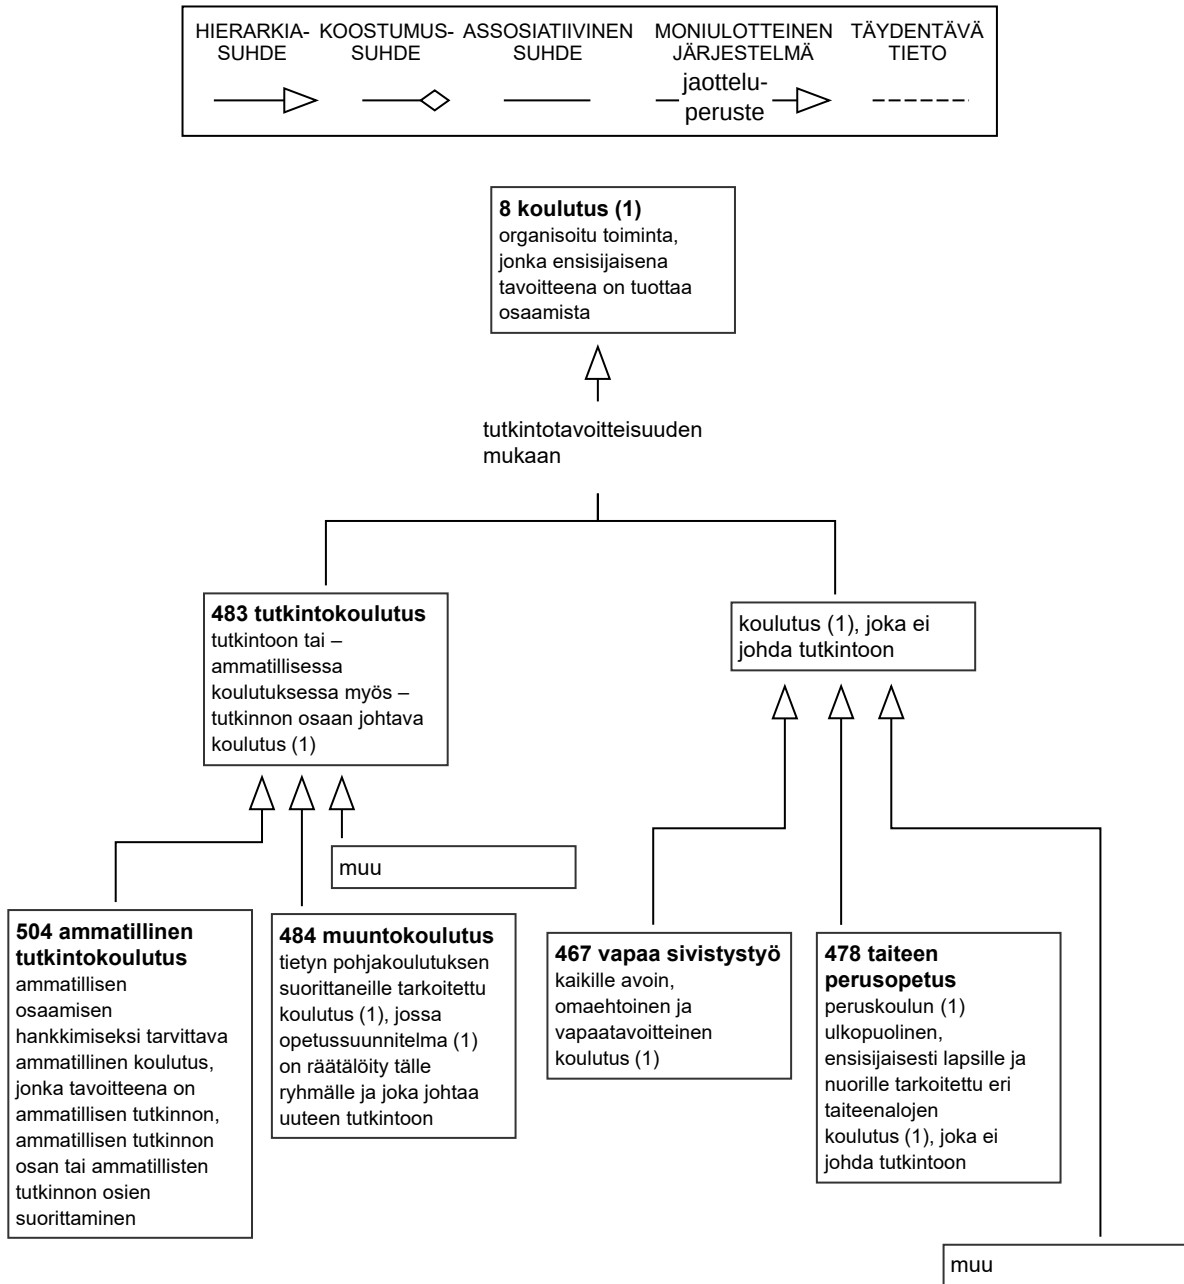 HIERARKIA-
SUHDE
KOOSTUMUS-
SUHDE
ASSOSIATIIVINEN
SUHDE
MONIULOTTEINEN
JÄRJESTELMÄ
jaottelu-
peruste
TÄYDENTÄVÄ
TIETO
8 koulutus (1)
organisoitu toiminta,
jonka ensisijaisena
tavoitteena on tuottaa
osaamista
tutkintotavoitteisuuden
mukaan
483 tutkintokoulutus
tutkintoon tai –
ammatillisessa
koulutuksessa myös –
tutkinnon osaan johtava
koulutus (1)
koulutus (1), joka ei
johda tutkintoon
muu
504 ammatillinen
tutkintokoulutus
ammatillisen
osaamisen
hankkimiseksi tarvittava
ammatillinen koulutus,
jonka tavoitteena on
ammatillisen tutkinnon,
ammatillisen tutkinnon
osan tai ammatillisten
tutkinnon osien
suorittaminen
484 muuntokoulutus
tietyn pohjakoulutuksen
suorittaneille tarkoitettu
koulutus (1), jossa
opetussuunnitelma (1)
on räätälöity tälle
ryhmälle ja joka johtaa
uuteen tutkintoon
467 vapaa sivistystyö
kaikille avoin,
omaehtoinen ja
vapaatavoitteinen
koulutus (1)
478 taiteen
perusopetus
peruskoulun (1)
ulkopuolinen,
ensisijaisesti lapsille ja
nuorille tarkoitettu eri
taiteenalojen
koulutus (1), joka ei
johda tutkintoon
muu